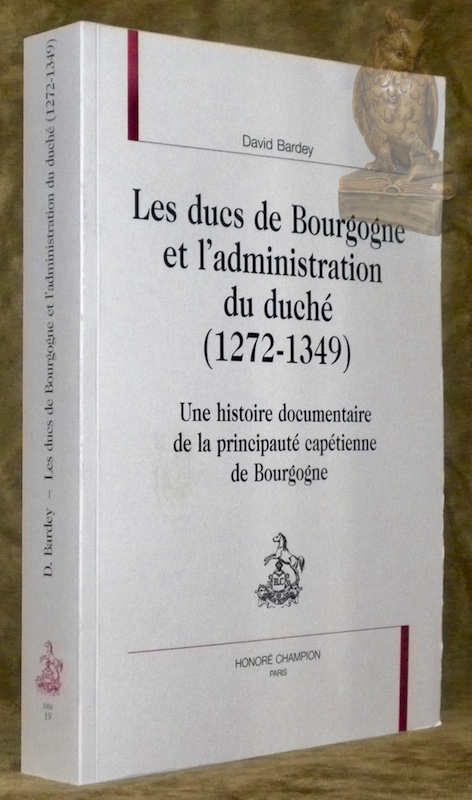 D. Bardey – Les ducs de Bourgogne et l'administration du duché (1272-1349)
19
David Bardey
Les ducs de Bourgogne
et l'administration
du duché
(1272-1349)
Une histoire documentaire
de la principauté capétienne
de Bourgogne
HONORÉ CHAMPION
PARIS